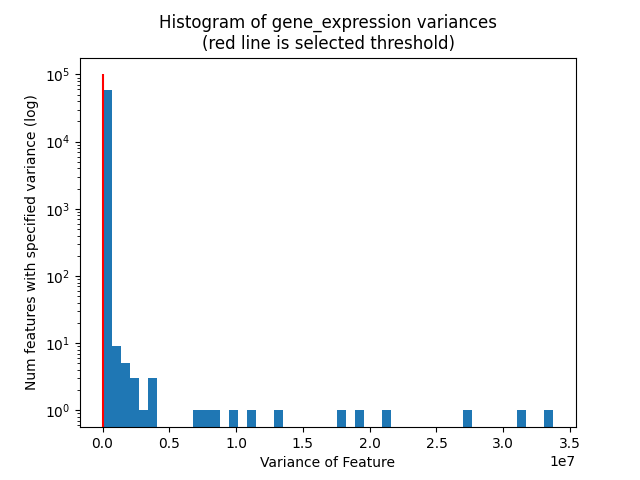 Histogram of gene_expression variances
(red line is selected threshold)
Num features with specified variance (log)
10^5
10^4
10^3
10^2
10^1
10^0
0.0 0.5 1.0 1.5 2.0 2.5 3.0 3.5
1e7
Variance of Feature